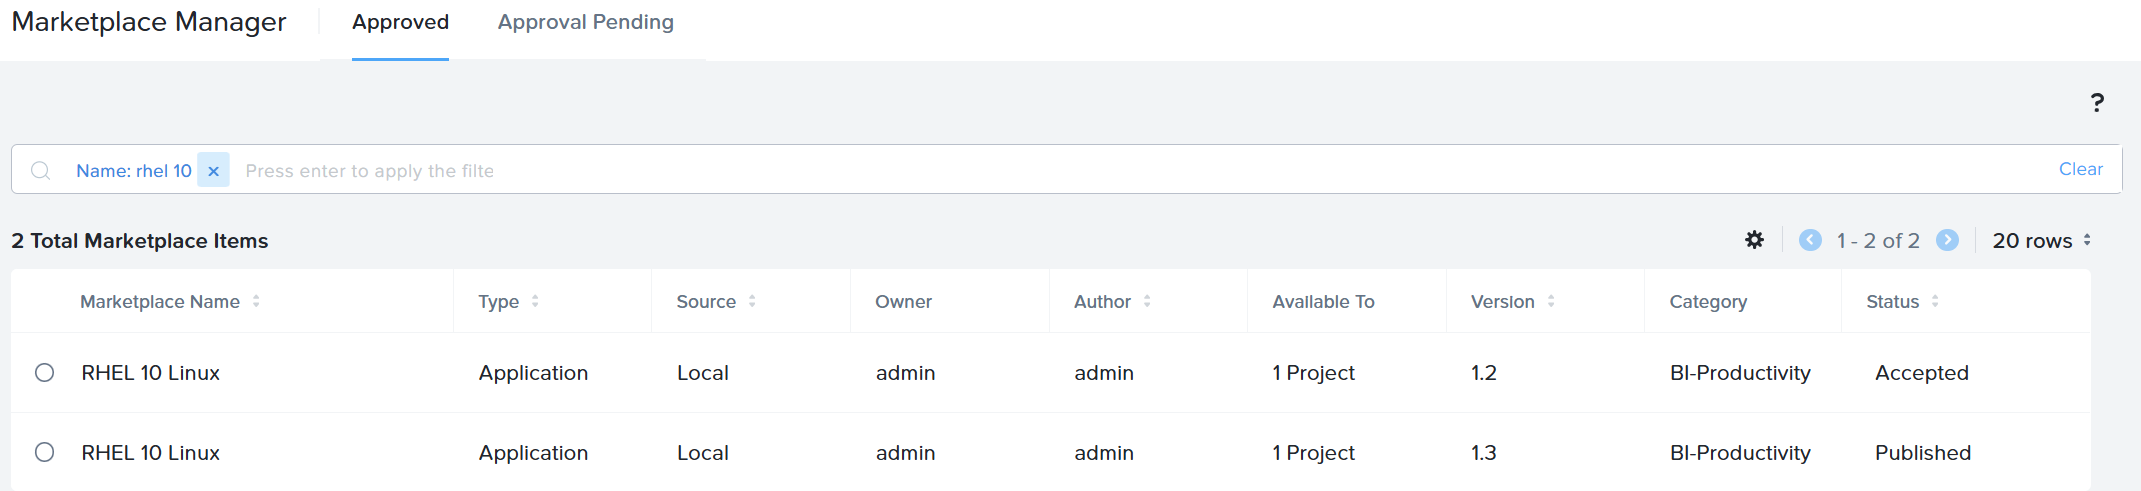 Marketplace Manager Approved Approval Pending
?
Name: rhel 10 × Press enter to apply the filte Clear
2 Total Marketplace Items 1 - 2 of 2 20 rows
Marketplace Name Type Source Owner Author Available To Version Category Status
RHEL 10 Linux Application Local admin admin 1 Project 1.2 BI-Productivity Accepted
RHEL 10 Linux Application Local admin admin 1 Project 1.3 BI-Productivity Published